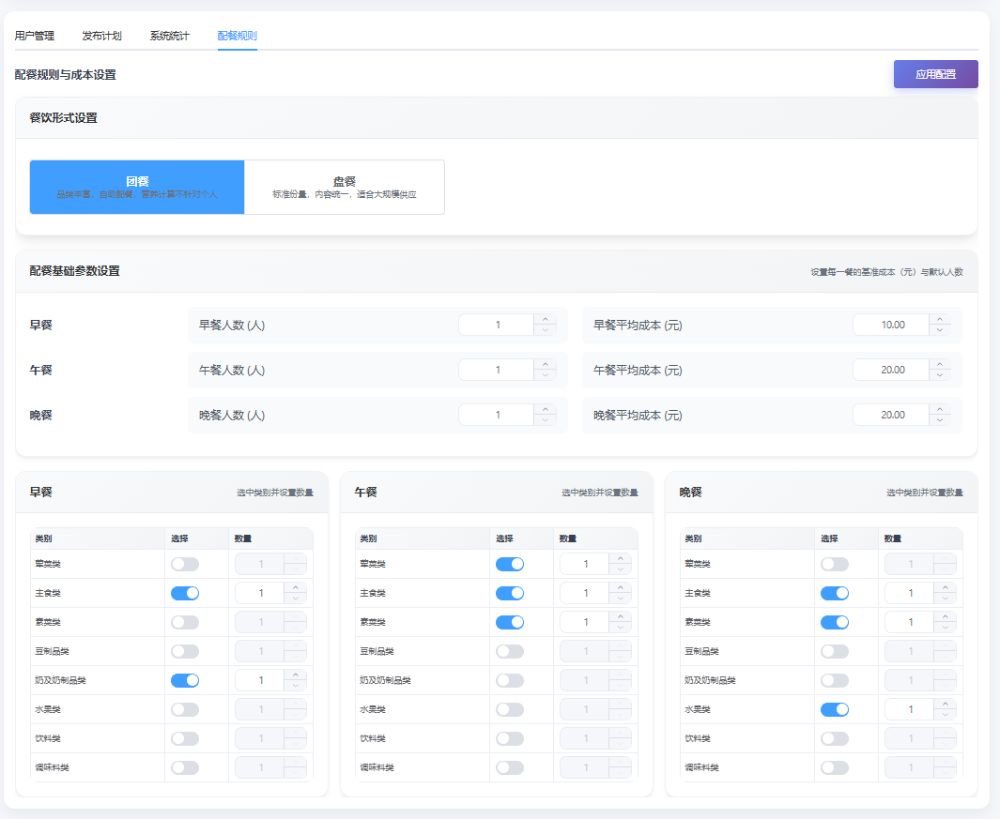 用户管理 发布计划 系统统计 配餐规则
配餐规则与成本设置 应用配置
餐饮形式设置
团餐 盘餐
品类丰富、自助配餐、营养计算不针对个人 标准份量、内容统一、适合大规模供应
配餐基础参数设置 设置每一餐的基准成本（元）与默认人数
早餐 早餐人数 (人) 1 早餐平均成本 (元) 10.00
午餐 午餐人数 (人) 1 午餐平均成本 (元) 20.00
晚餐 晚餐人数 (人) 1 晚餐平均成本 (元) 20.00
早餐 选中类别并设置数量
类别 选择 数量
荤菜类 1
主食类 1
素菜类 1
豆制品类 1
奶及奶制品类 1
水果类 1
饮料类 1
调味料类 1
午餐 选中类别并设置数量
类别 选择 数量
荤菜类 1
主食类 1
素菜类 1
豆制品类 1
奶及奶制品类 1
水果类 1
饮料类 1
调味料类 1
晚餐 选中类别并设置数量
类别 选择 数量
荤菜类 1
主食类 1
素菜类 1
豆制品类 1
奶及奶制品类 1
水果类 1
饮料类 1
调味料类 1